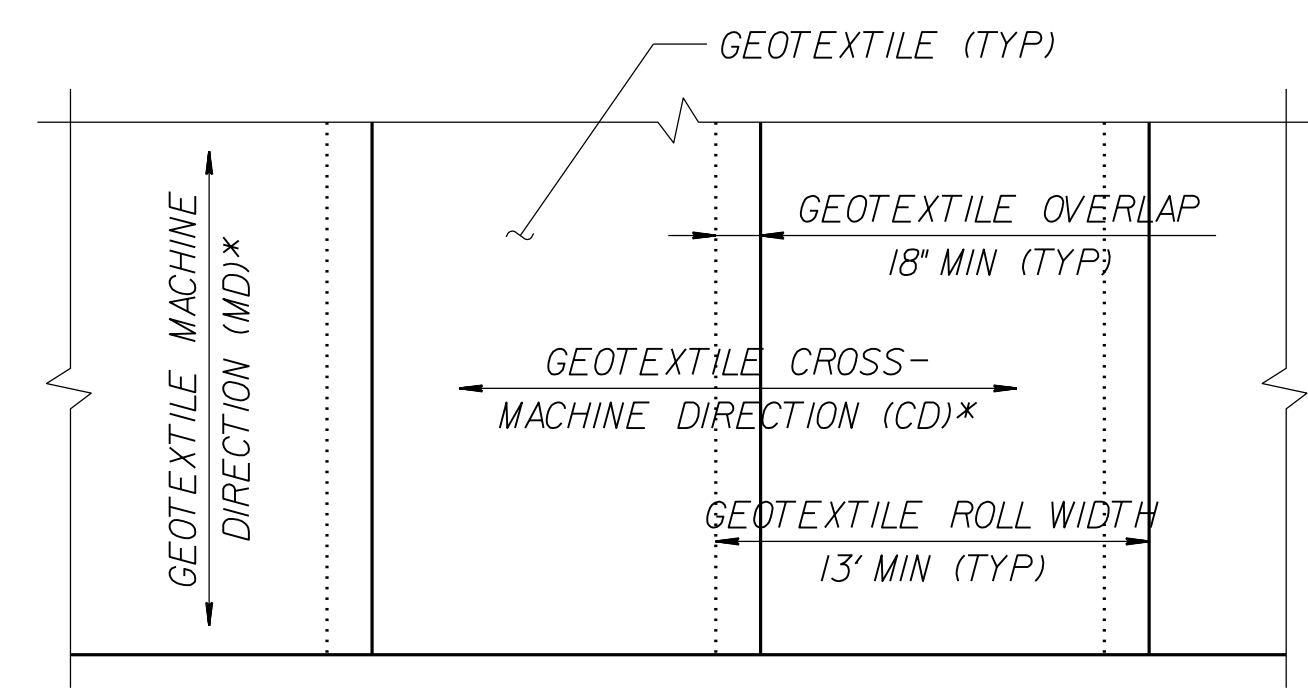 GEOTEXTILE (TYP)
GEOTEXTILE MACHINE
DIRECTION (MD)*
GEOTEXTILE OVERLAP
18" MIN (TYP)
GEOTEXTILE CROSS-
MACHINE DIRECTION (CD)*
GEOTEXTILE ROLL WIDTH
13' MIN (TYP)